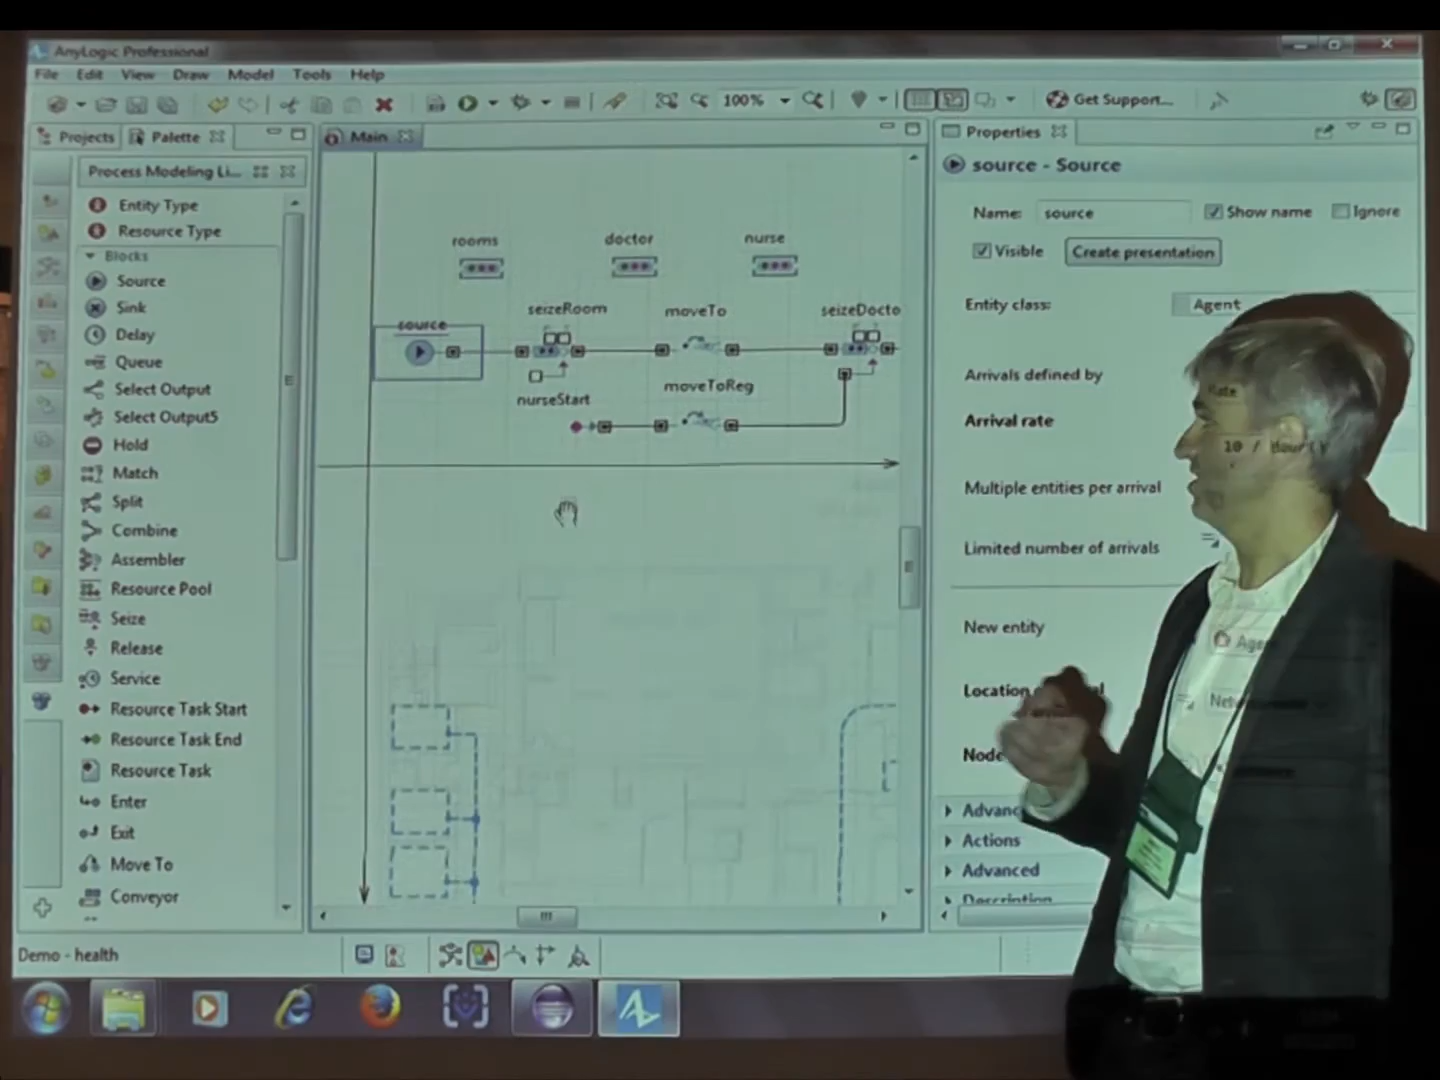 AnyLogic Professional
File Edit View Draw Model Tools Help
100% Get Support...
Projects Palette Main Properties
Process Modeling Li...
source - Source
Entity Type
Resource Type
Blocks
Source
Sink
Delay
Queue
Select Output
Select Output5
Hold
Match
Split
Combine
Assembler
Resource Pool
Seize
Release
Service
Resource Task Start
Resource Task End
Resource Task
Enter
Exit
Move To
Conveyor
rooms doctor nurse
source seizeRoom moveTo seizeDocto
nurseStart moveToReg
Name: source Show name Ignore
Visible Create presentation
Entity class: Agent
Arrivals defined by Rate
Arrival rate 10 / 
Multiple entities per arrival
Limited number of arrivals
New entity Age
Location
Node
Advanc
Actions
Advanced
Description
Demo - health